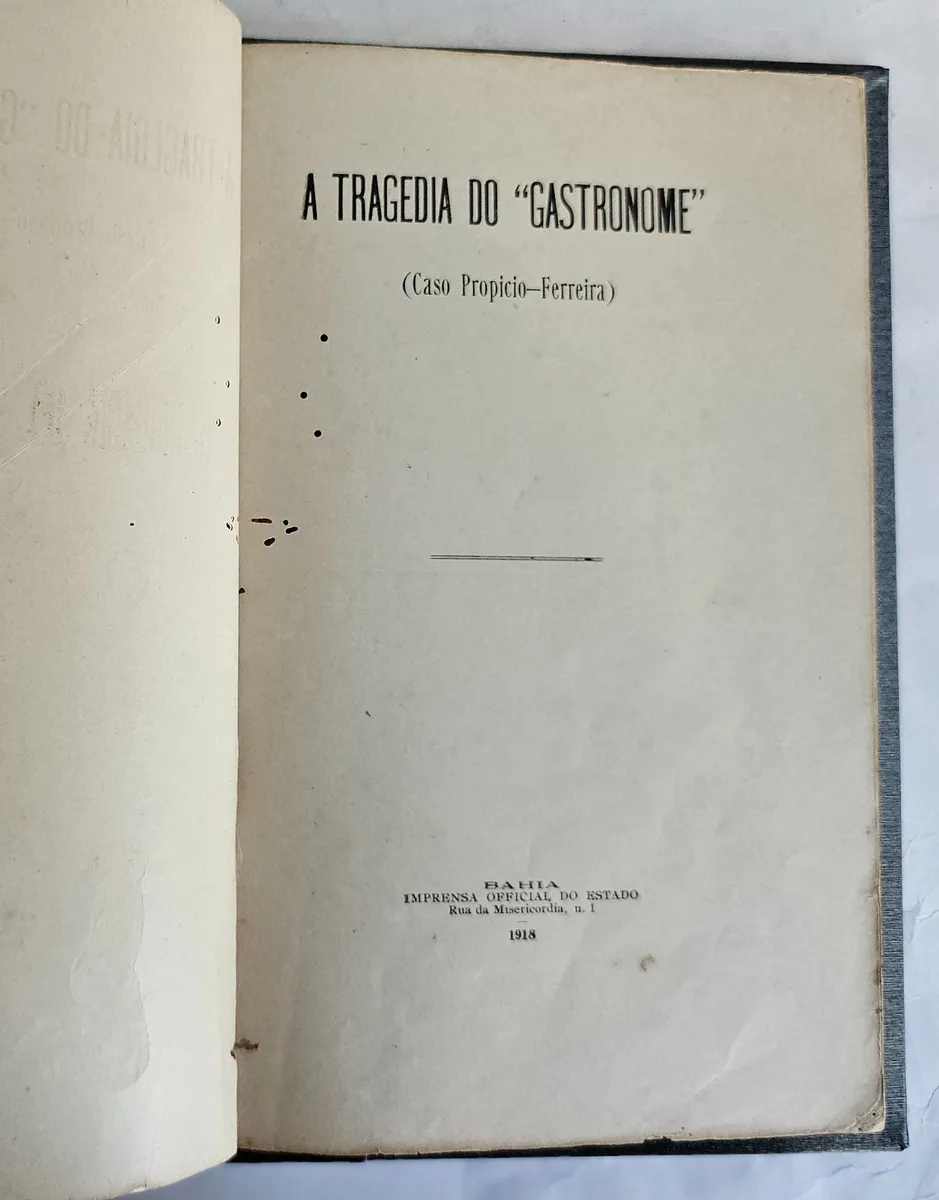 A TRAGEDIA DO “GASTRONOME”
(Caso Propicio—Ferreira)
BAHIA
IMPRENSA OFFICIAL DO ESTADO
Rua da Misericordia, n. 1
1918